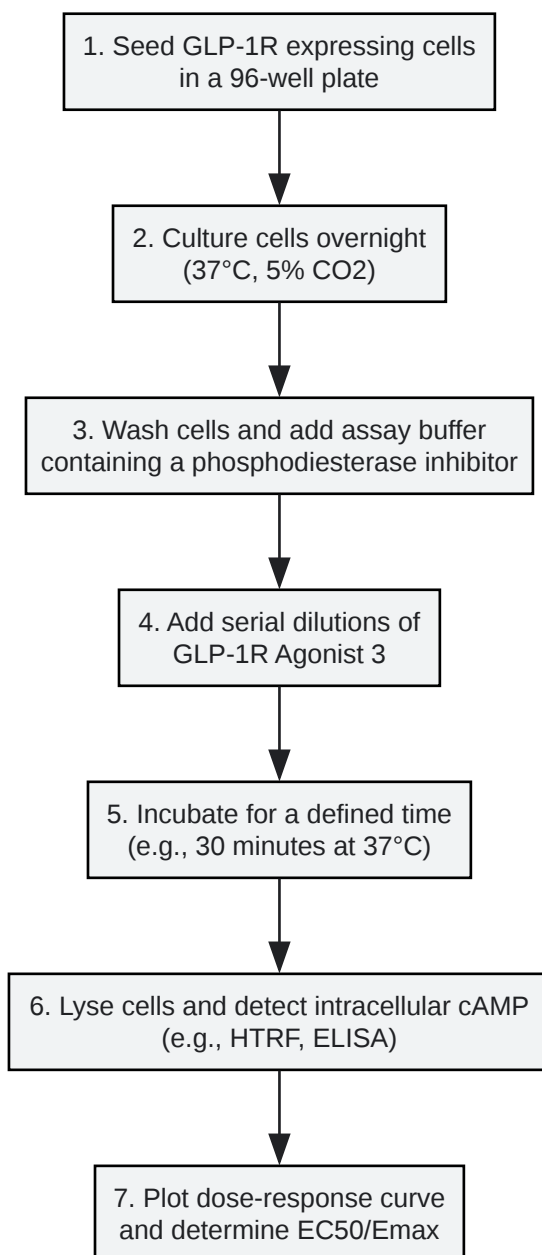 1. Seed GLP-1R expressing cells
in a 96-well plate
2. Culture cells overnight
(37°C, 5% CO2)
3. Wash cells and add assay buffer
containing a phosphodiesterase inhibitor
4. Add serial dilutions of
GLP-1R Agonist 3
5. Incubate for a defined time
(e.g., 30 minutes at 37°C)
6. Lyse cells and detect intracellular cAMP
(e.g., HTRF, ELISA)
7. Plot dose-response curve
and determine EC50/Emax